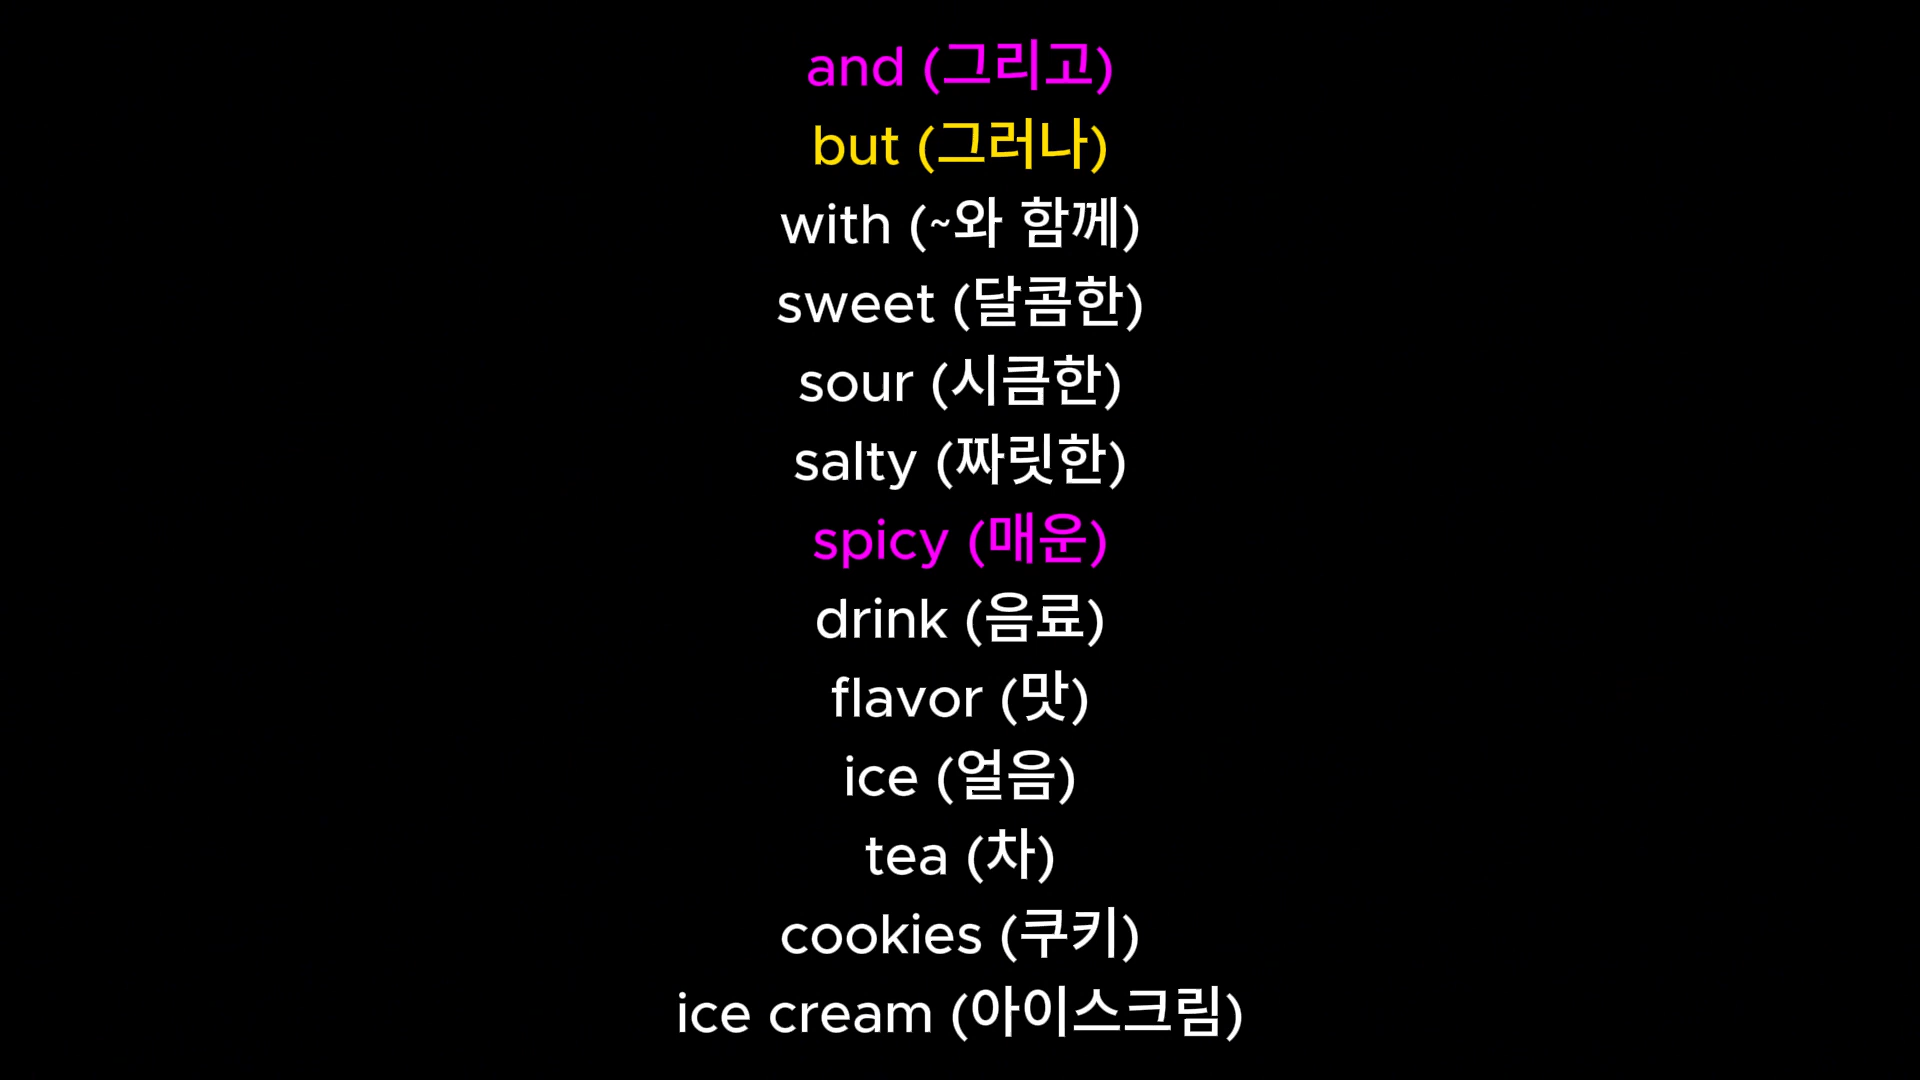 and (그리고)
but (그러나)
with (~와 함께)
sweet (달콤한)
sour (시큼한)
salty (짜릿한)
spicy (매운)
drink (음료)
flavor (맛)
ice (얼음)
tea (차)
cookies (쿠키)
ice cream (아이스크림)